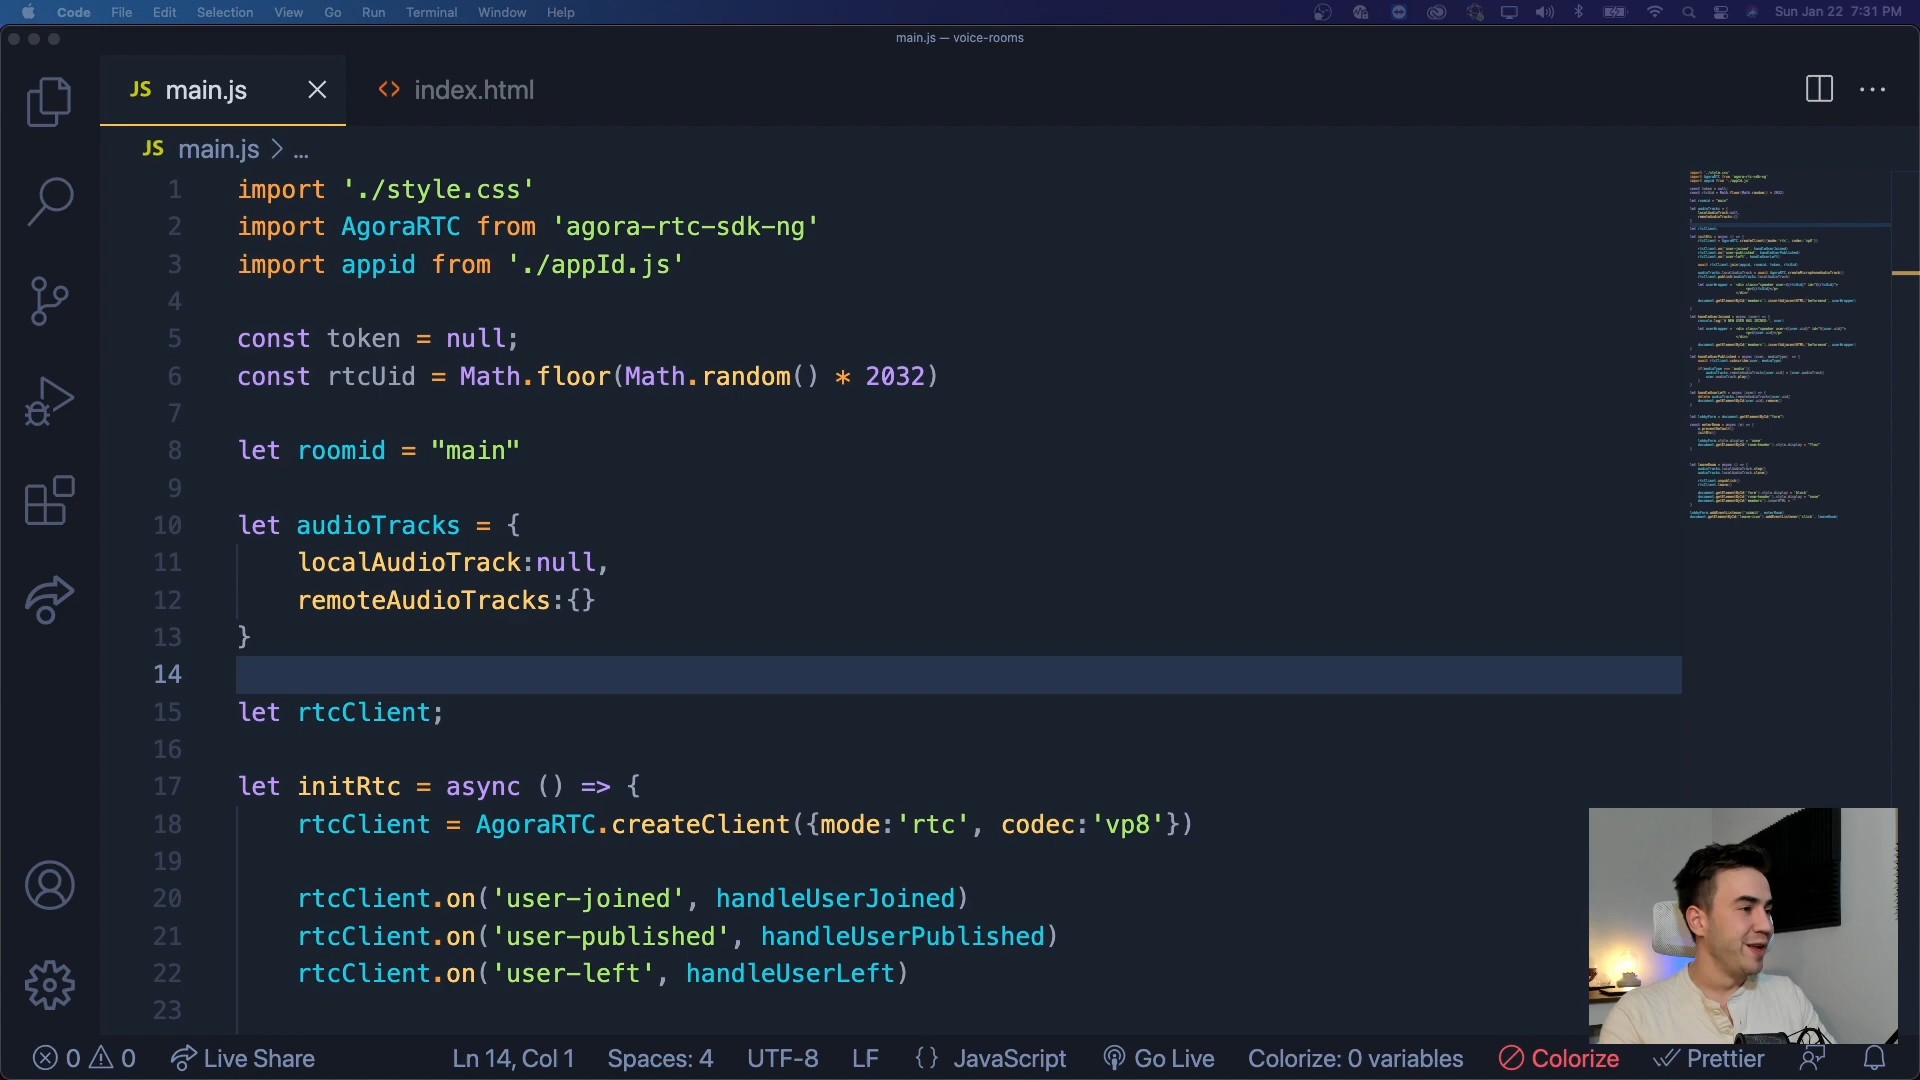 Code File Edit Selection View Go Run Terminal Window Help Sun Jan 22 7:31 PM
main.js — voice-rooms
JS main.js index.html
JS main.js > ...
1 import './style.css'
2 import AgoraRTC from 'agora-rtc-sdk-ng'
3 import appid from './appId.js'
4
5 const token = null;
6 const rtcUid = Math.floor(Math.random() * 2032)
7
8 let roomid = "main"
9
10 let audioTracks = {
11 localAudioTrack:null,
12 remoteAudioTracks:{}
13 }
14
15 let rtcClient;
16
17 let initRtc = async () => {
18 rtcClient = AgoraRTC.createClient({mode:'rtc', codec:'vp8'})
19
20 rtcClient.on('user-joined', handleUserJoined)
21 rtcClient.on('user-published', handleUserPublished)
22 rtcClient.on('user-left', handleUserLeft)
23
0 0 Live Share Ln 14, Col 1 Spaces: 4 UTF-8 LF {} JavaScript Go Live Colorize: 0 variables Colorize Prettier